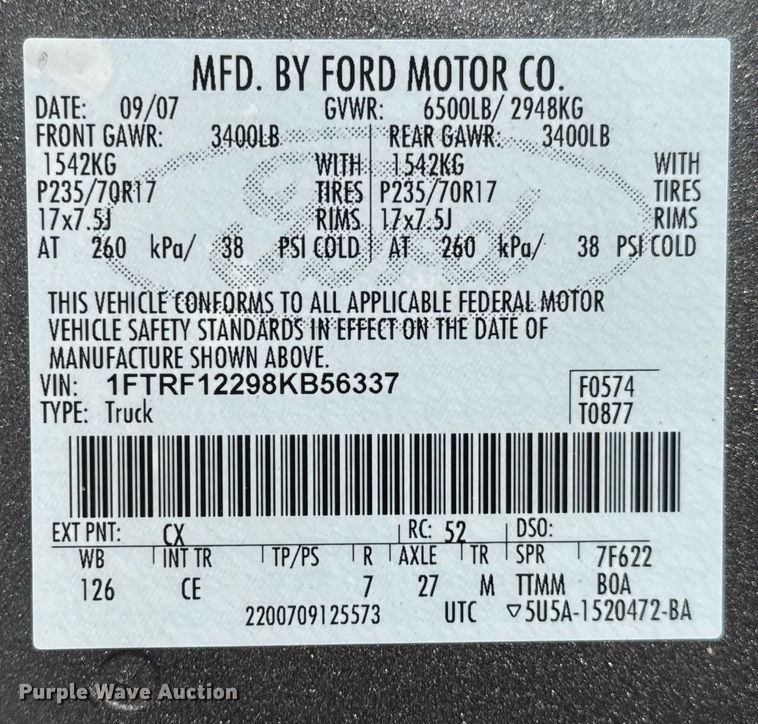 MFD. BY FORD MOTOR CO.
DATE: 09/07 GVWR: 6500LB/ 2948KG
FRONT GAWR: 3400LB REAR GAWR: 3400LB
1542KG WITH 1542KG WITH
P235/70R17 TIRES P235/70R17 TIRES
17x7.5J RIMS 17x7.5J RIMS
AT 260 kPa/ 38 PSI COLD AT 260 kPa/ 38 PSI COLD
Ford
THIS VEHICLE CONFORMS TO ALL APPLICABLE FEDERAL MOTOR
VEHICLE SAFETY STANDARDS IN EFFECT ON THE DATE OF
MANUFACTURE SHOWN ABOVE.
VIN: 1FTRF12298KB56337 F0574
TYPE: Truck T0877
EXT PNT: CX RC: 52 DSO:
WB INT TR TP/PS R AXLE TR SPR 7F622
126 CE 7 27 M TTMM BOA
2200709125573 UTC ▽5U5A-1520472-BA
Purple Wave Auction